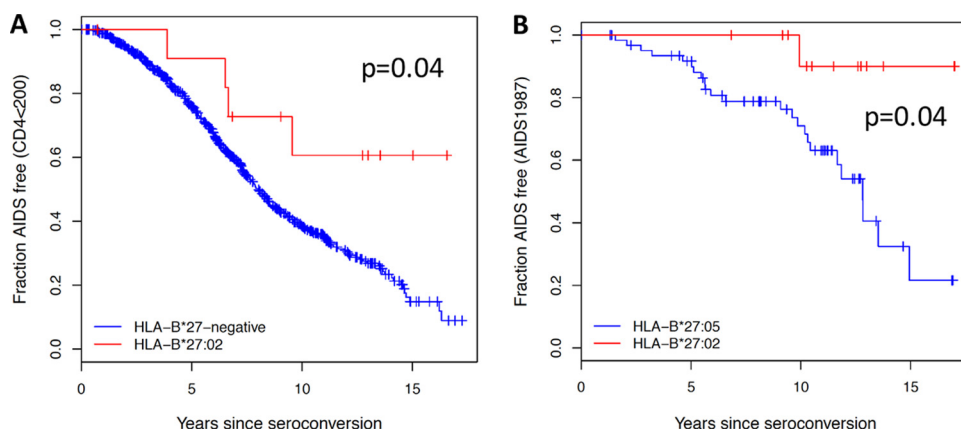 A
Fraction AIDS free (CD4<200)
1.0
0.8
0.6
0.4
0.2
0.0
p=0.04
HLA−B*27−negative
HLA−B*27:02
0 5 10 15
Years since seroconversion
B
Fraction AIDS free (AIDS1987)
1.0
0.8
0.6
0.4
0.2
0.0
p=0.04
HLA−B*27:05
HLA−B*27:02
0 5 10 15
Years since seroconversion